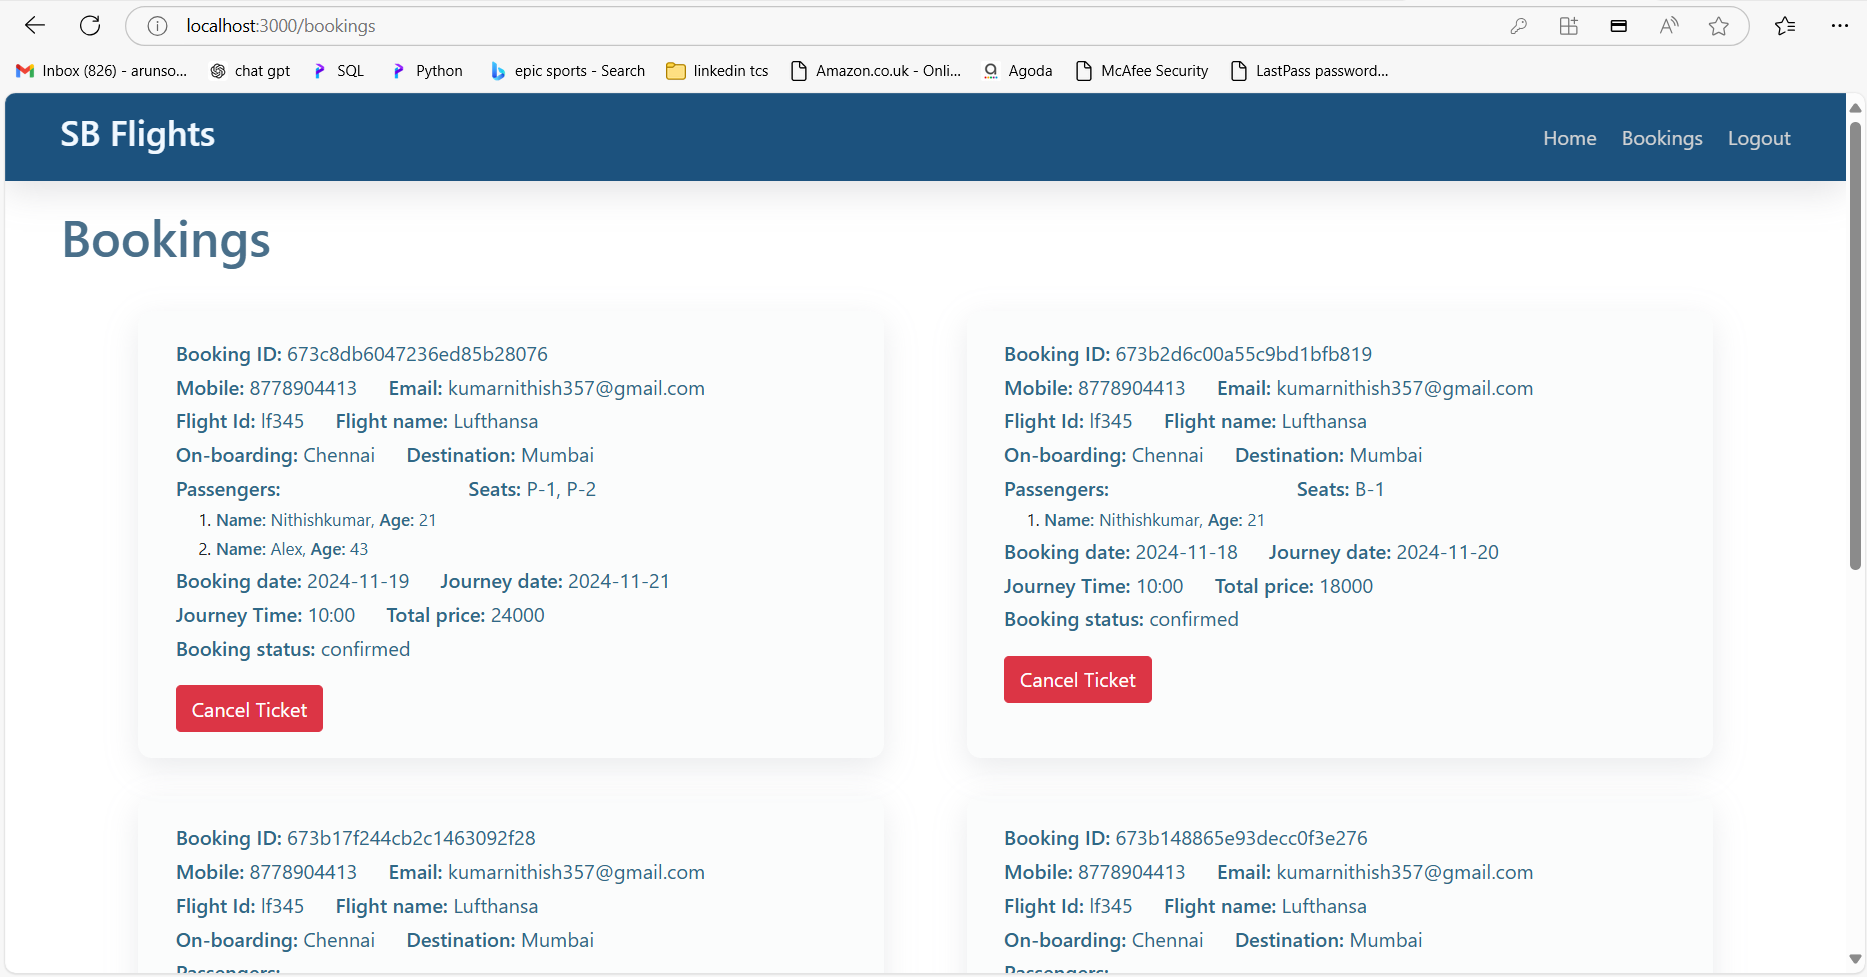 localhost:3000/bookings
Inbox (826) - arunso... chat gpt SQL Python epic sports - Search linkedin tcs Amazon.co.uk - Onli... Agoda McAfee Security LastPass password...
SB Flights
Home Bookings Logout
Bookings
Booking ID: 673c8db6047236ed85b28076
Mobile: 8778904413 Email: kumarnithish357@gmail.com
Flight Id: lf345 Flight name: Lufthansa
On-boarding: Chennai Destination: Mumbai
Passengers: Seats: P-1, P-2
1. Name: Nithishkumar, Age: 21
2. Name: Alex, Age: 43
Booking date: 2024-11-19 Journey date: 2024-11-21
Journey Time: 10:00 Total price: 24000
Booking status: confirmed
Cancel Ticket
Booking ID: 673b2d6c00a55c9bd1bfb819
Mobile: 8778904413 Email: kumarnithish357@gmail.com
Flight Id: lf345 Flight name: Lufthansa
On-boarding: Chennai Destination: Mumbai
Passengers: Seats: B-1
1. Name: Nithishkumar, Age: 21
Booking date: 2024-11-18 Journey date: 2024-11-20
Journey Time: 10:00 Total price: 18000
Booking status: confirmed
Cancel Ticket
Booking ID: 673b17f244cb2c1463092f28
Mobile: 8778904413 Email: kumarnithish357@gmail.com
Flight Id: lf345 Flight name: Lufthansa
On-boarding: Chennai Destination: Mumbai
Passengers:
Booking ID: 673b148865e93decc0f3e276
Mobile: 8778904413 Email: kumarnithish357@gmail.com
Flight Id: lf345 Flight name: Lufthansa
On-boarding: Chennai Destination: Mumbai
Passengers: